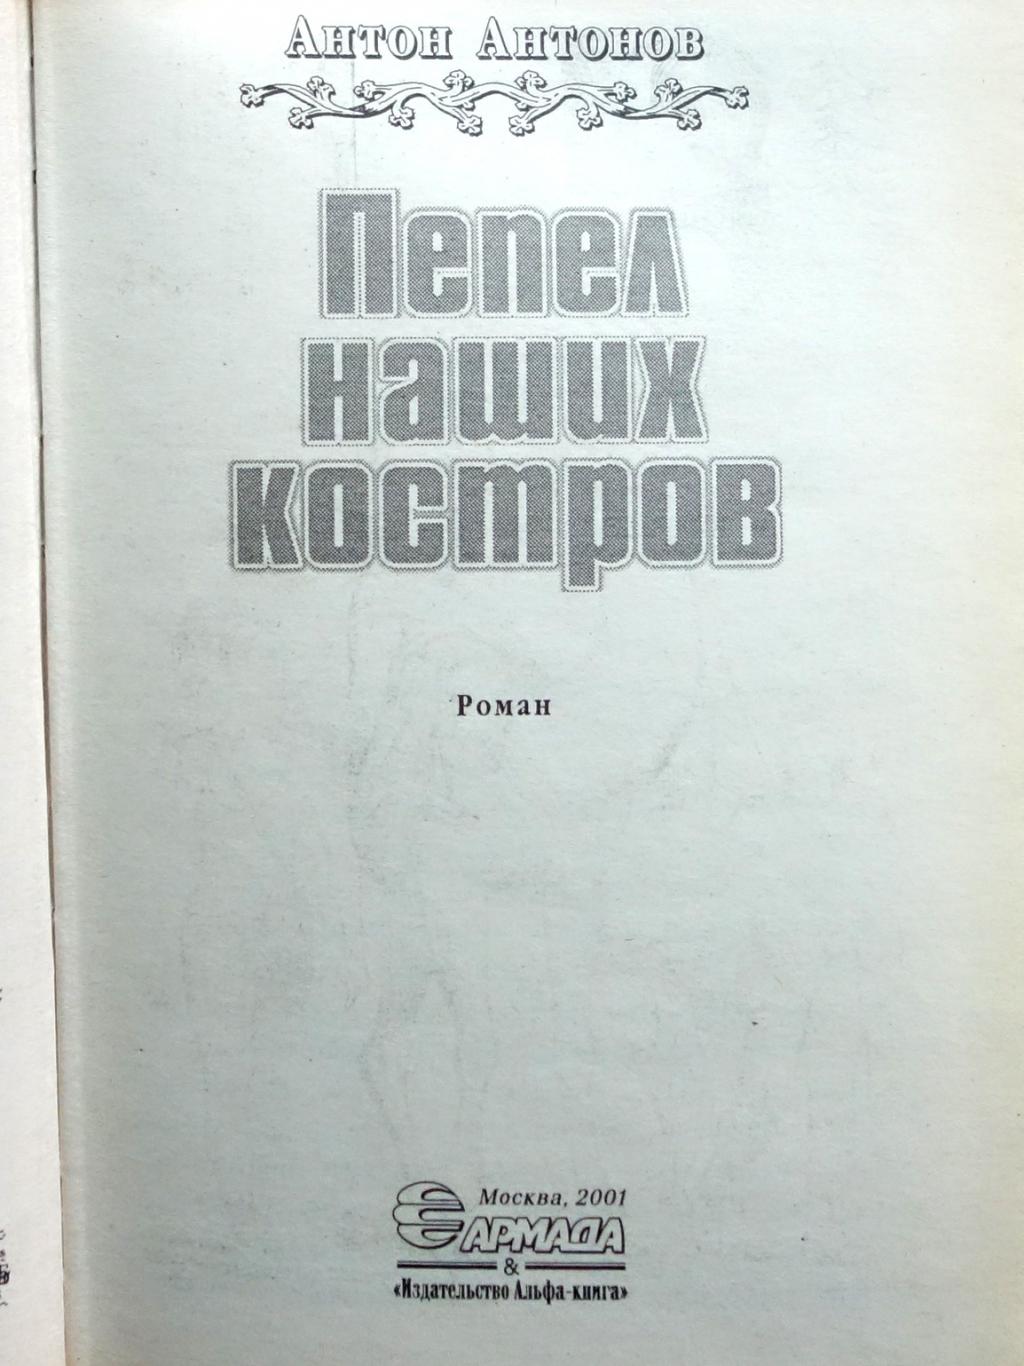 Антон Антонов
Пепел
наших
костров
Роман
Москва, 2001
АРМАДА
&
«Издательство Альфа-книга»